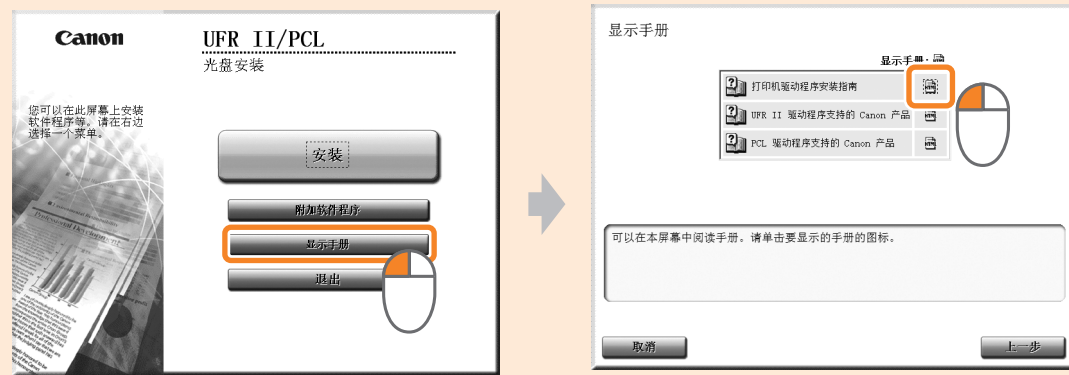 Canon
UFR II/PCL
光盘安装
您可以在此屏幕上安装
软件程序等。请在右边
选择一个菜单。
安装
附加软件程序
显示手册
退出
Professional Development
显示手册
显示手册:
打印机驱动程序安装指南
UFR II 驱动程序支持的 Canon 产品
PCL 驱动程序支持的 Canon 产品
可以在本屏幕中阅读手册。请单击要显示的手册的图标。
取消
上一步